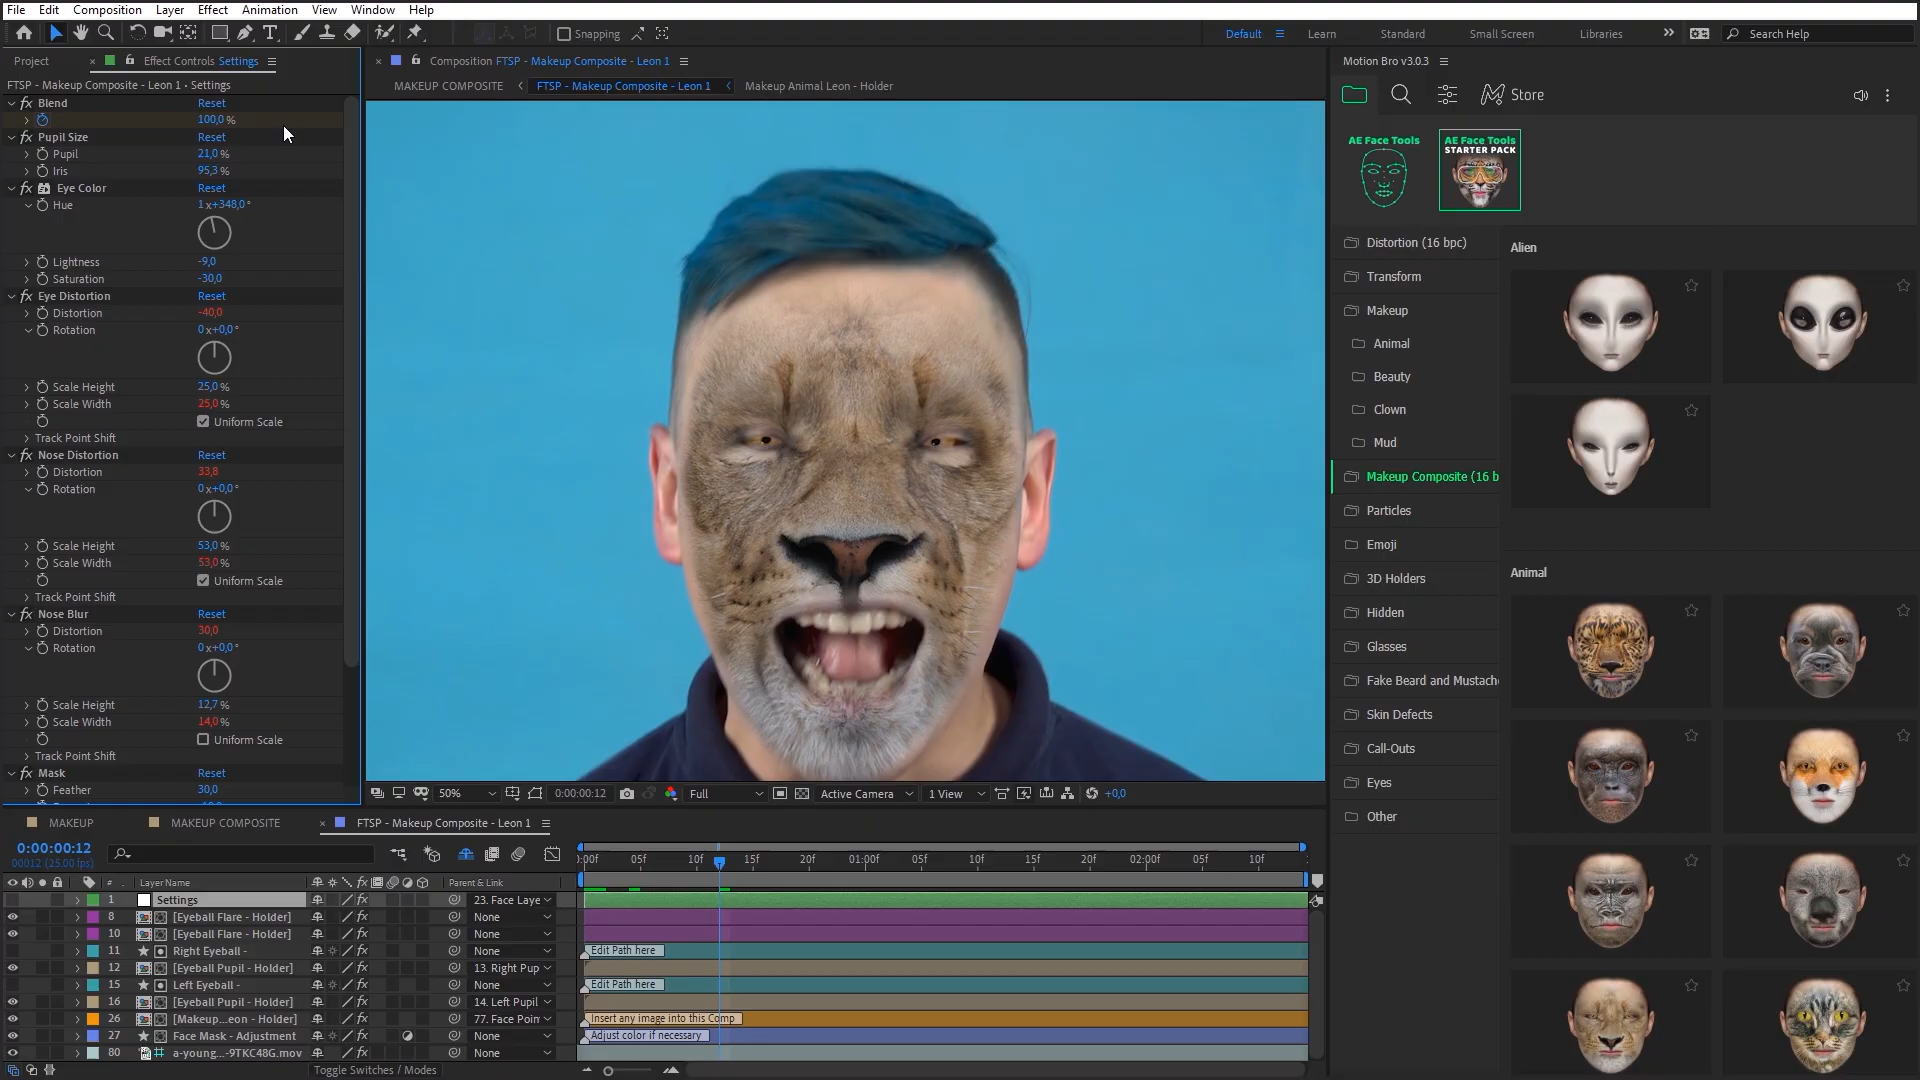 File Edit Composition Layer Effect Animation View Window Help
Snapping
Default Learn Standard Small Screen Libraries Search Help
Project Effect Controls Settings
FTSP - Makeup Composite - Leon 1 • Settings
Blend Reset
100,0 %
Pupil Size Reset
Pupil 21,0 %
Iris 95,3 %
Eye Color Reset
Hue 1x+348,0°
Lightness -9,0
Saturation -30,0
Eye Distortion Reset
Distortion -40,0
Rotation 0x+0,0°
Scale Height 25,0 %
Scale Width 25,0 %
Uniform Scale
Track Point Shift
Nose Distortion Reset
Distortion 33,8
Rotation 0x+0,0°
Scale Height 53,0 %
Scale Width 53,0 %
Uniform Scale
Track Point Shift
Nose Blur Reset
Distortion 30,0
Rotation 0x+0,0°
Scale Height 12,7 %
Scale Width 14,0 %
Uniform Scale
Track Point Shift
Mask Reset
Feather 30,0
Composition FTSP - Makeup Composite - Leon 1
MAKEUP COMPOSITE FTSP - Makeup Composite - Leon 1 Makeup Animal Leon - Holder
50% 0:00:00:12 Full Active Camera 1 View +0,0
Motion Bro v3.0.3
Store
AE Face Tools
AE Face Tools
STARTER PACK
Distortion (16 bpc)
Transform
Makeup
Animal
Beauty
Clown
Mud
Makeup Composite (16 b
Particles
Emoji
3D Holders
Hidden
Glasses
Fake Beard and Mustach
Skin Defects
Call-Outs
Eyes
Other
Alien
Animal
MAKEUP MAKEUP COMPOSITE FTSP - Makeup Composite - Leon 1
0:00:00:12
00012 (25.00 fps)
:00f 05f 10f 15f 20f 01:00f 05f 10f 15f 20f 02:00f 05f 10f
# Layer Name fx Parent & Link
1 Settings 23. Face Laye
8 [Eyeball Flare - Holder] None
10 [Eyeball Flare - Holder] None
11 Right Eyeball - None Edit Path here
12 [Eyeball Pupil - Holder] 13. Right Pup
15 Left Eyeball - None Edit Path here
16 [Eyeball Pupil - Holder] 14. Left Pupil
26 [Makeup...eon - Holder] 77. Face Poin Insert any image into this Comp
27 Face Mask - Adjustment None Adjust color if necessary
80 a-young...-9TKC48G.mov None
Toggle Switches / Modes